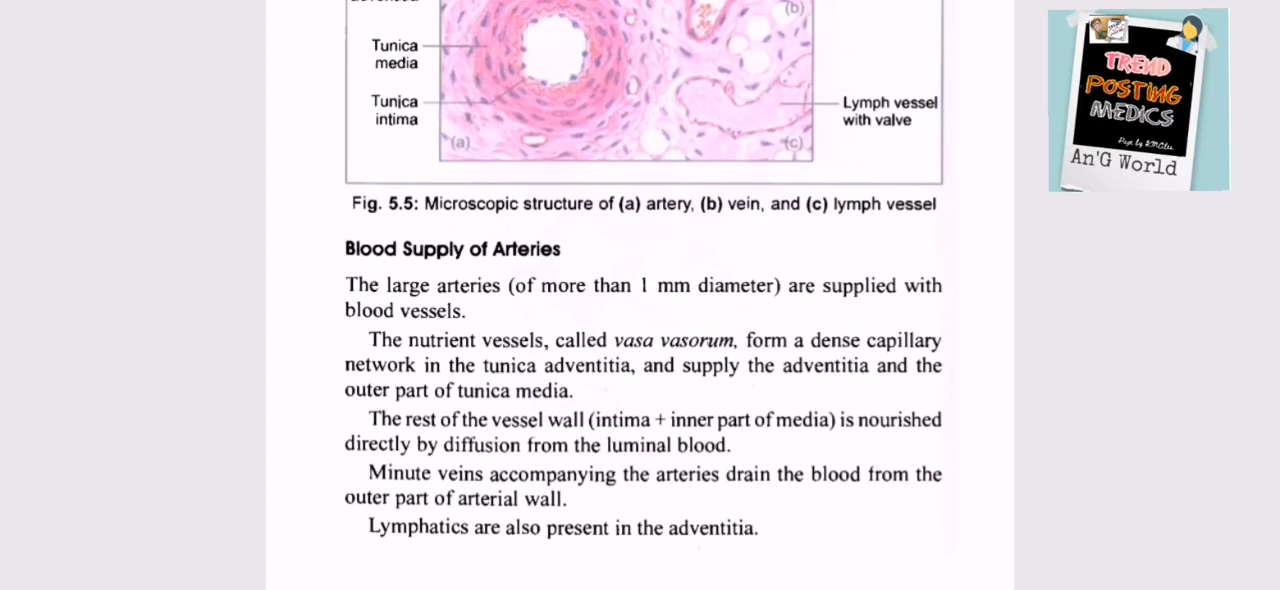 Tunica
media
(b)
Tunica
intima
Lymph vessel
with valve
(a)
(c)
Fig. 5.5: Microscopic structure of (a) artery, (b) vein, and (c) lymph vessel
Blood Supply of Arteries
The large arteries (of more than 1 mm diameter) are supplied with
blood vessels.
The nutrient vessels, called vasa vasorum, form a dense capillary
network in the tunica adventitia, and supply the adventitia and the
outer part of tunica media.
The rest of the vessel wall (intima + inner part of media) is nourished
directly by diffusion from the luminal blood.
Minute veins accompanying the arteries drain the blood from the
outer part of arterial wall.
Lymphatics are also present in the adventitia.
TREND
POSTING
MEDICS
An'G World